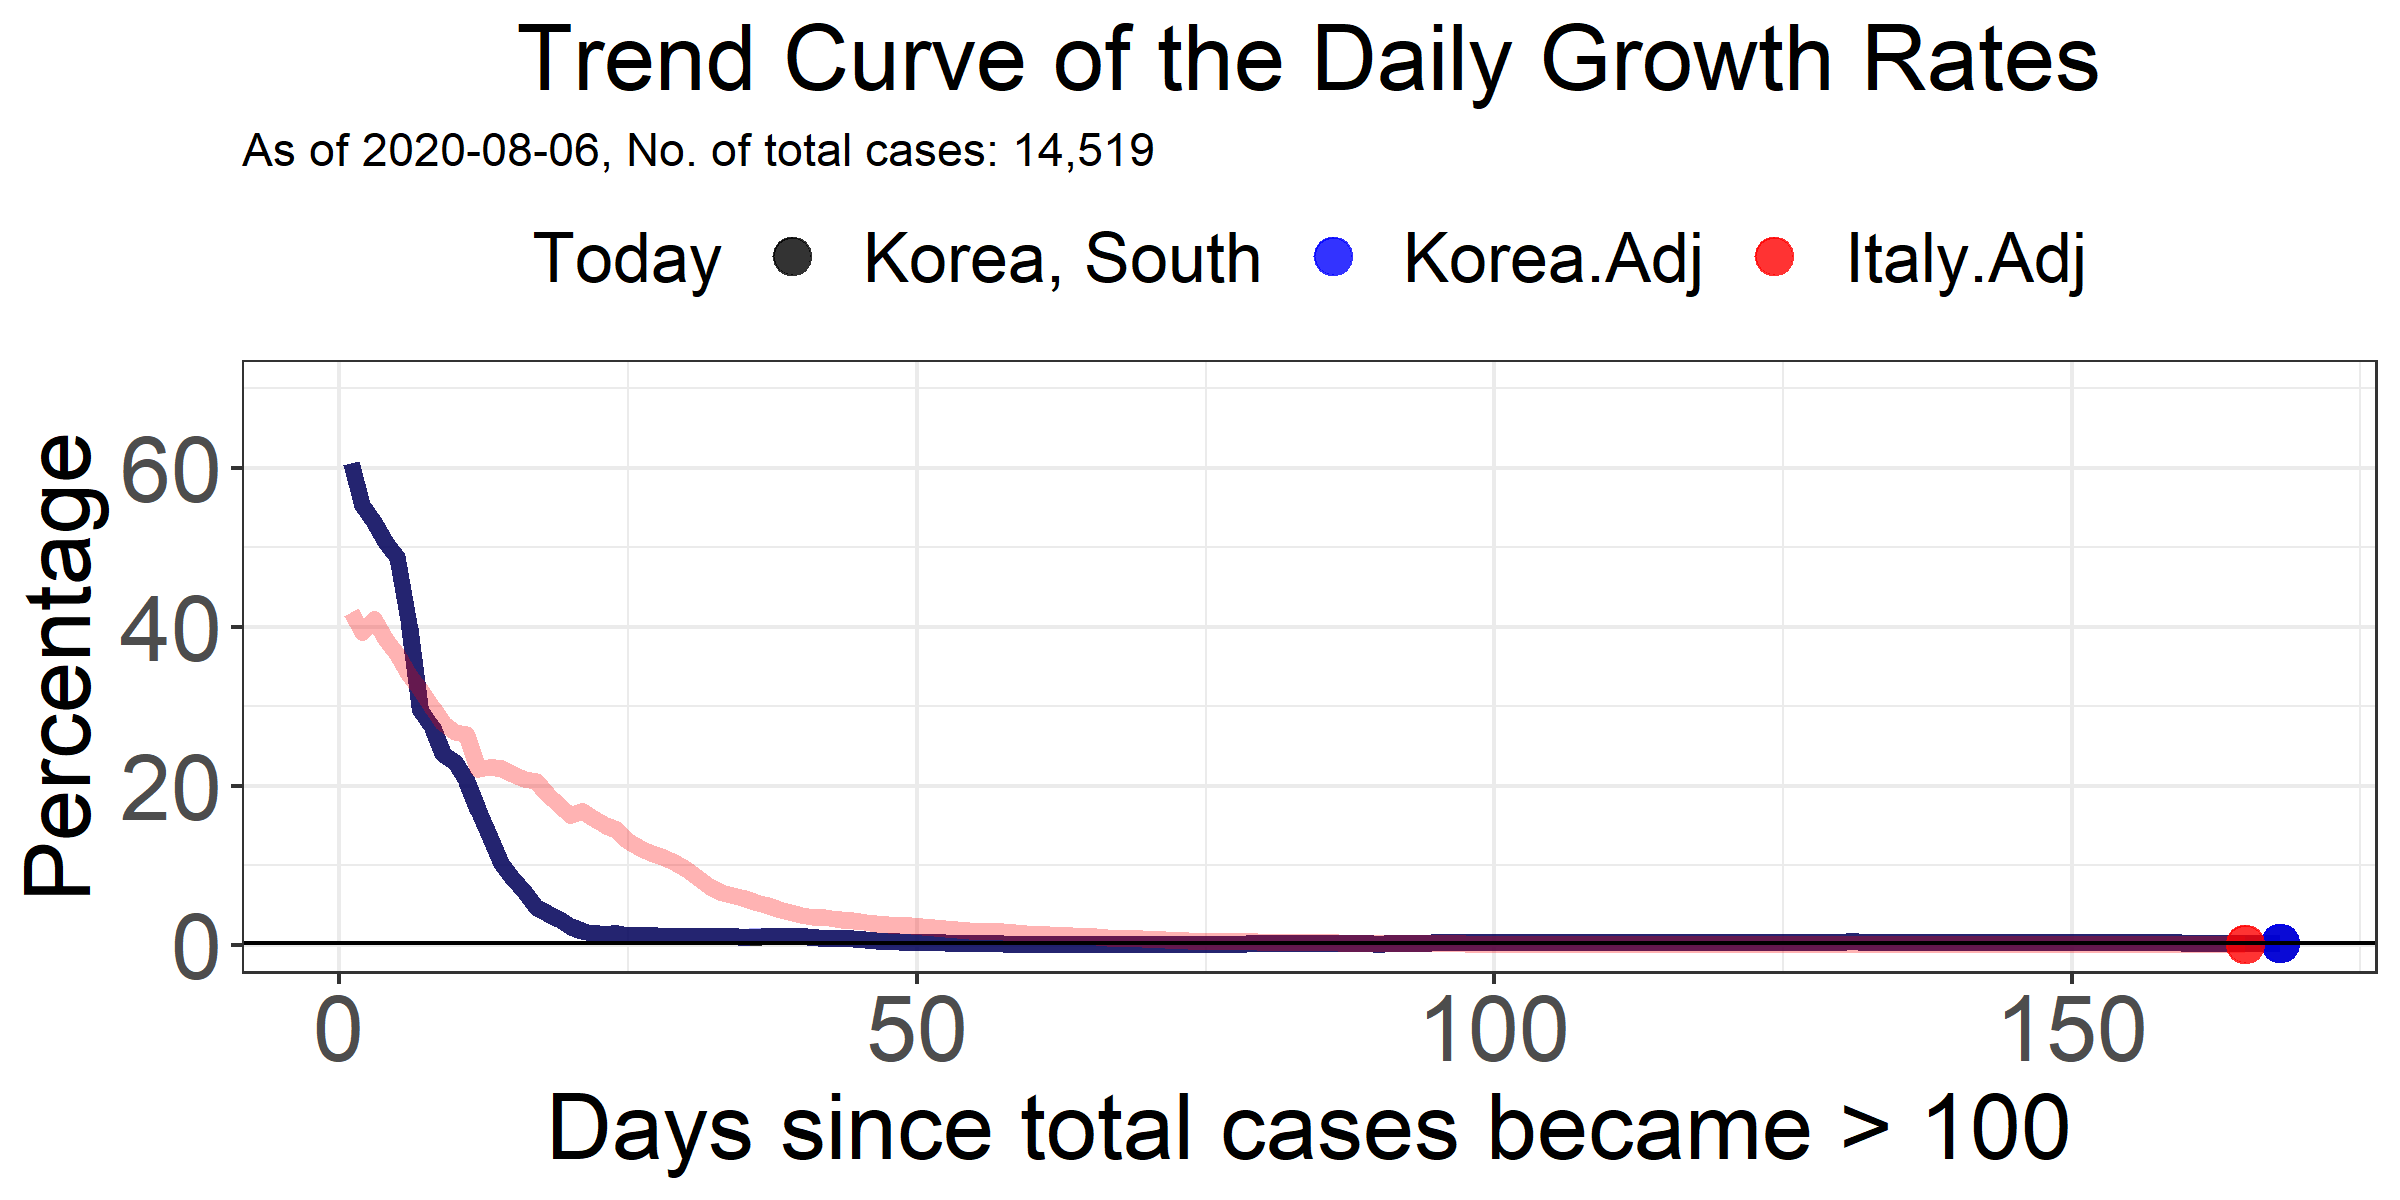 Trend Curve of the Daily Growth Rates
As of 2020-08-06, No. of total cases: 14,519
Today Korea, South Korea.Adj Italy.Adj
Percentage
60
40
20
0
0 50 100 150
Days since total cases became > 100